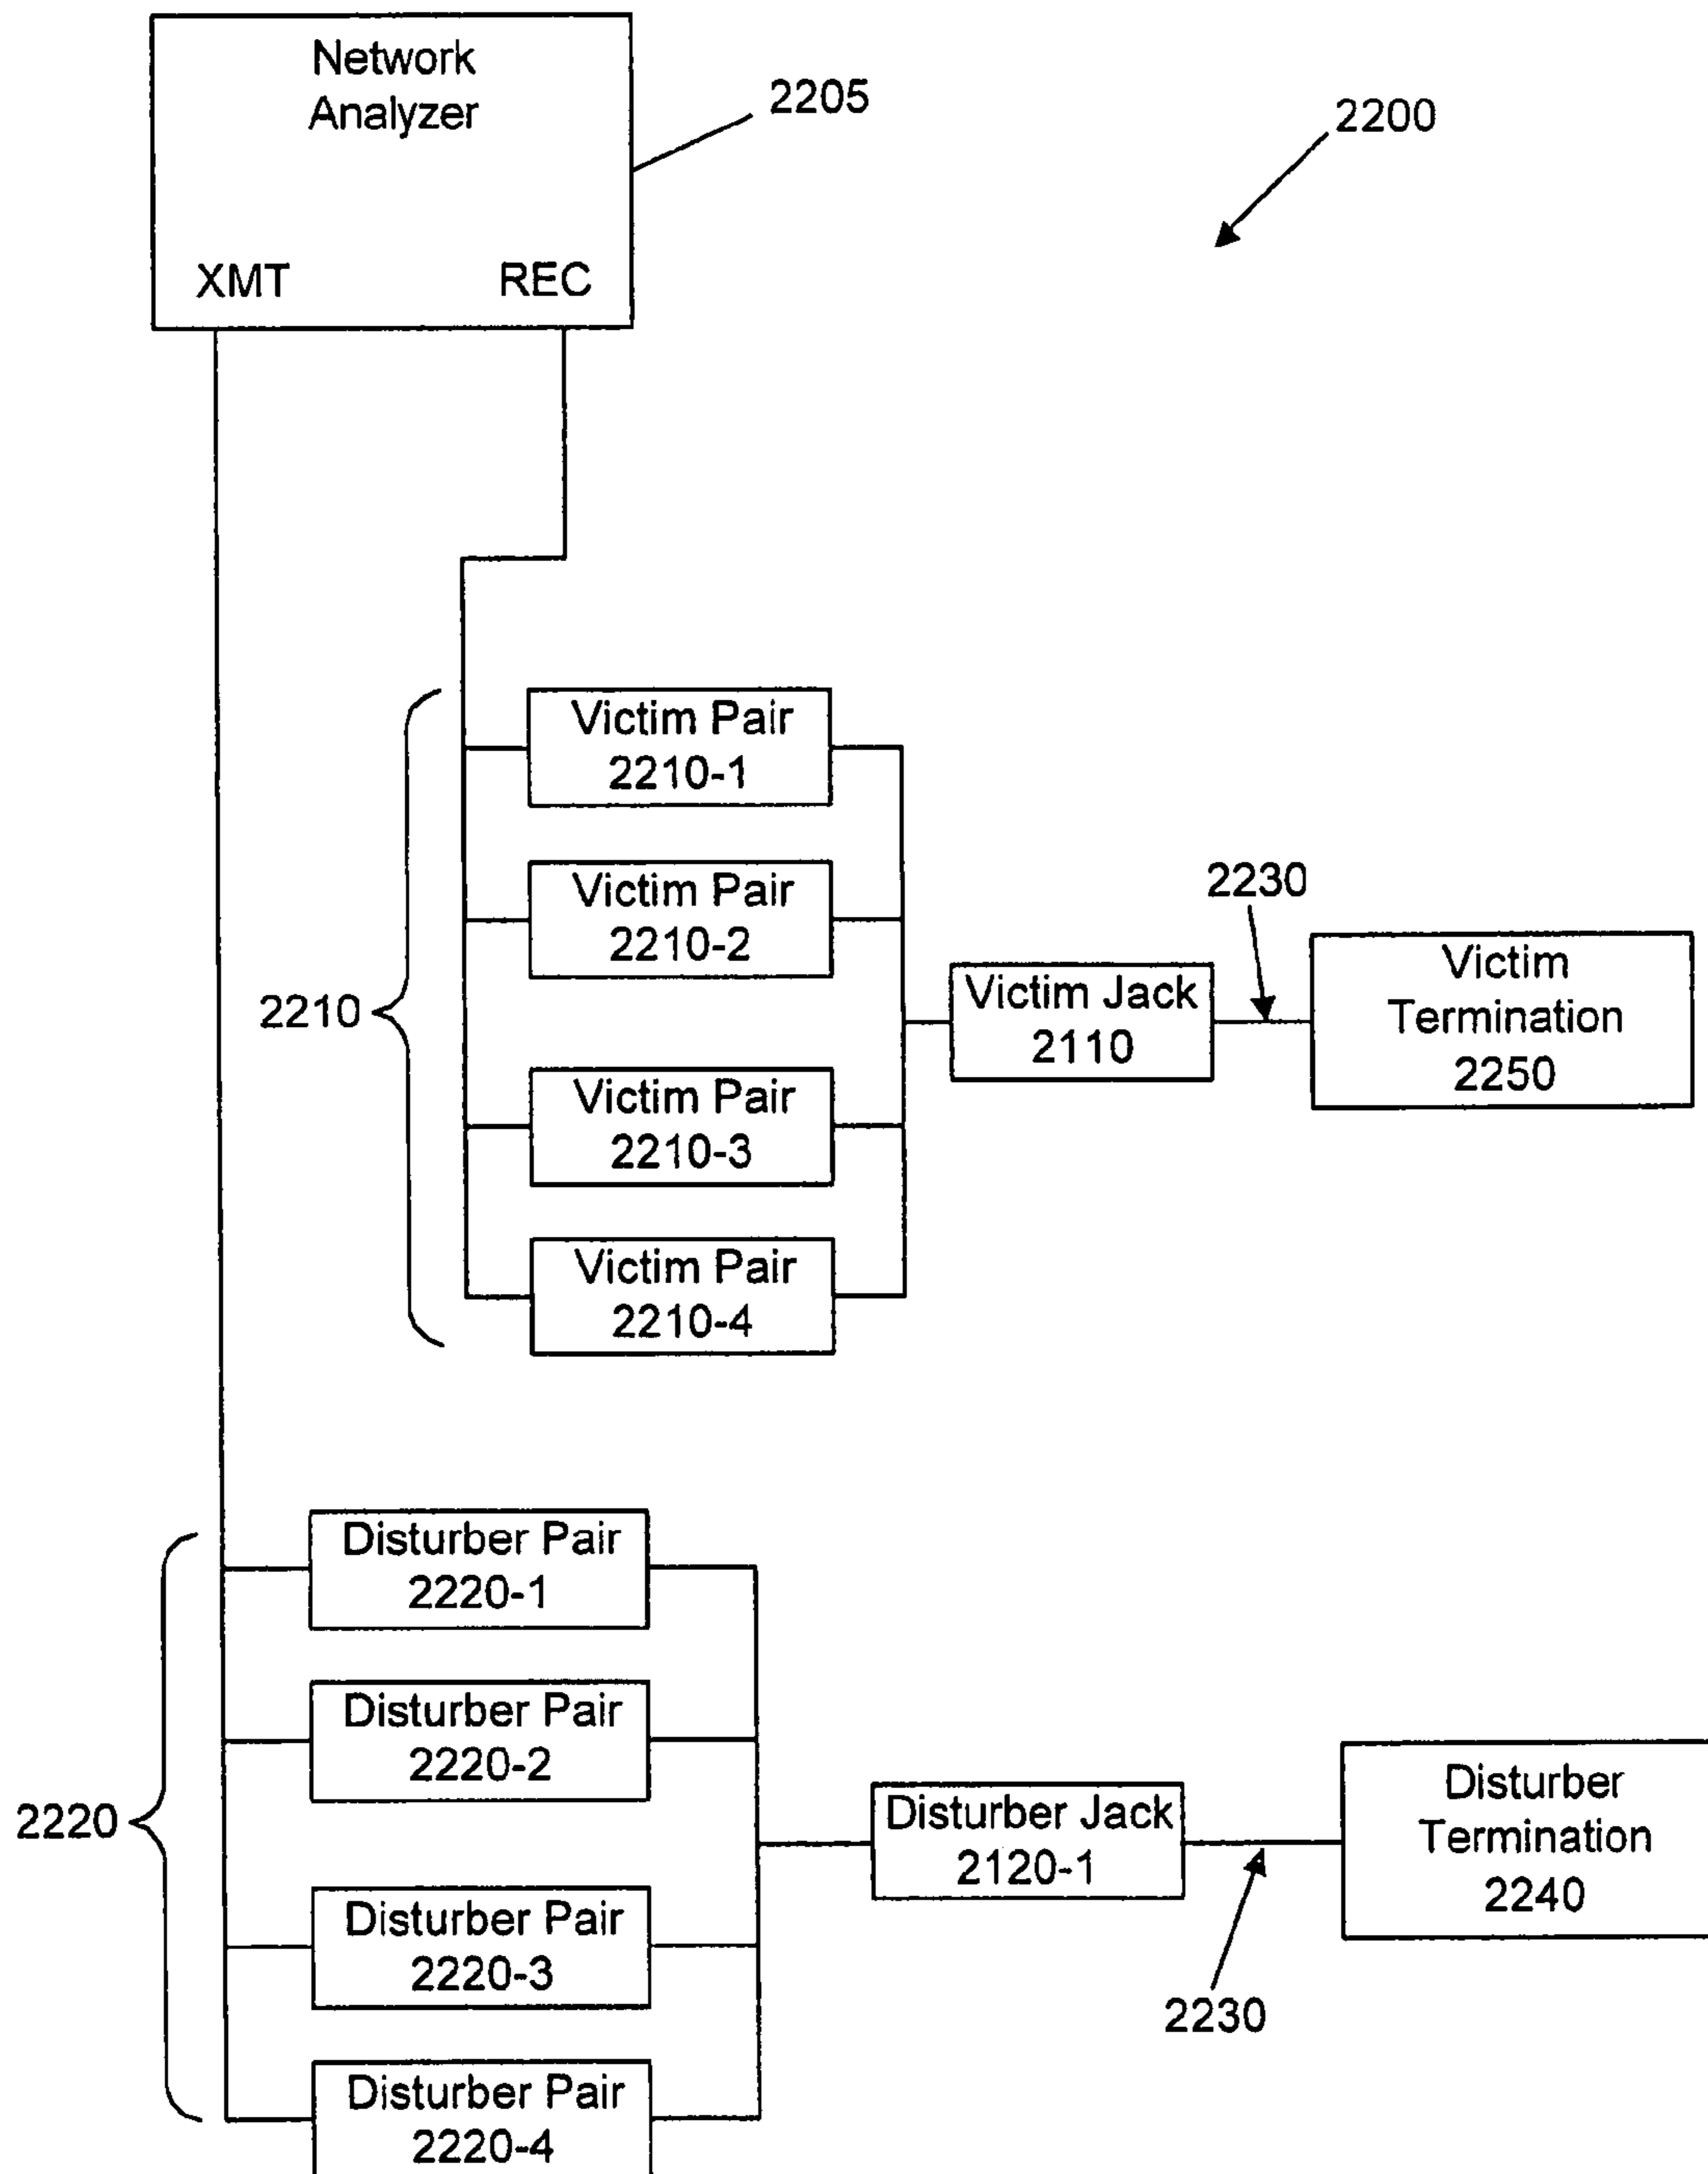 Network
Analyzer
2205
2200
XMT
REC
Victim Pair
2210-1
Victim Pair
2210-2
2230
Victim
Termination
2250
2210
Victim Jack
2110
Victim Pair
2210-3
Victim Pair
2210-4
Disturber Pair
2220-1
Disturber Pair
2220-2
2220
Disturber Jack
2120-1
Disturber
Termination
2240
Disturber Pair
2220-3
2230
Disturber Pair
2220-4